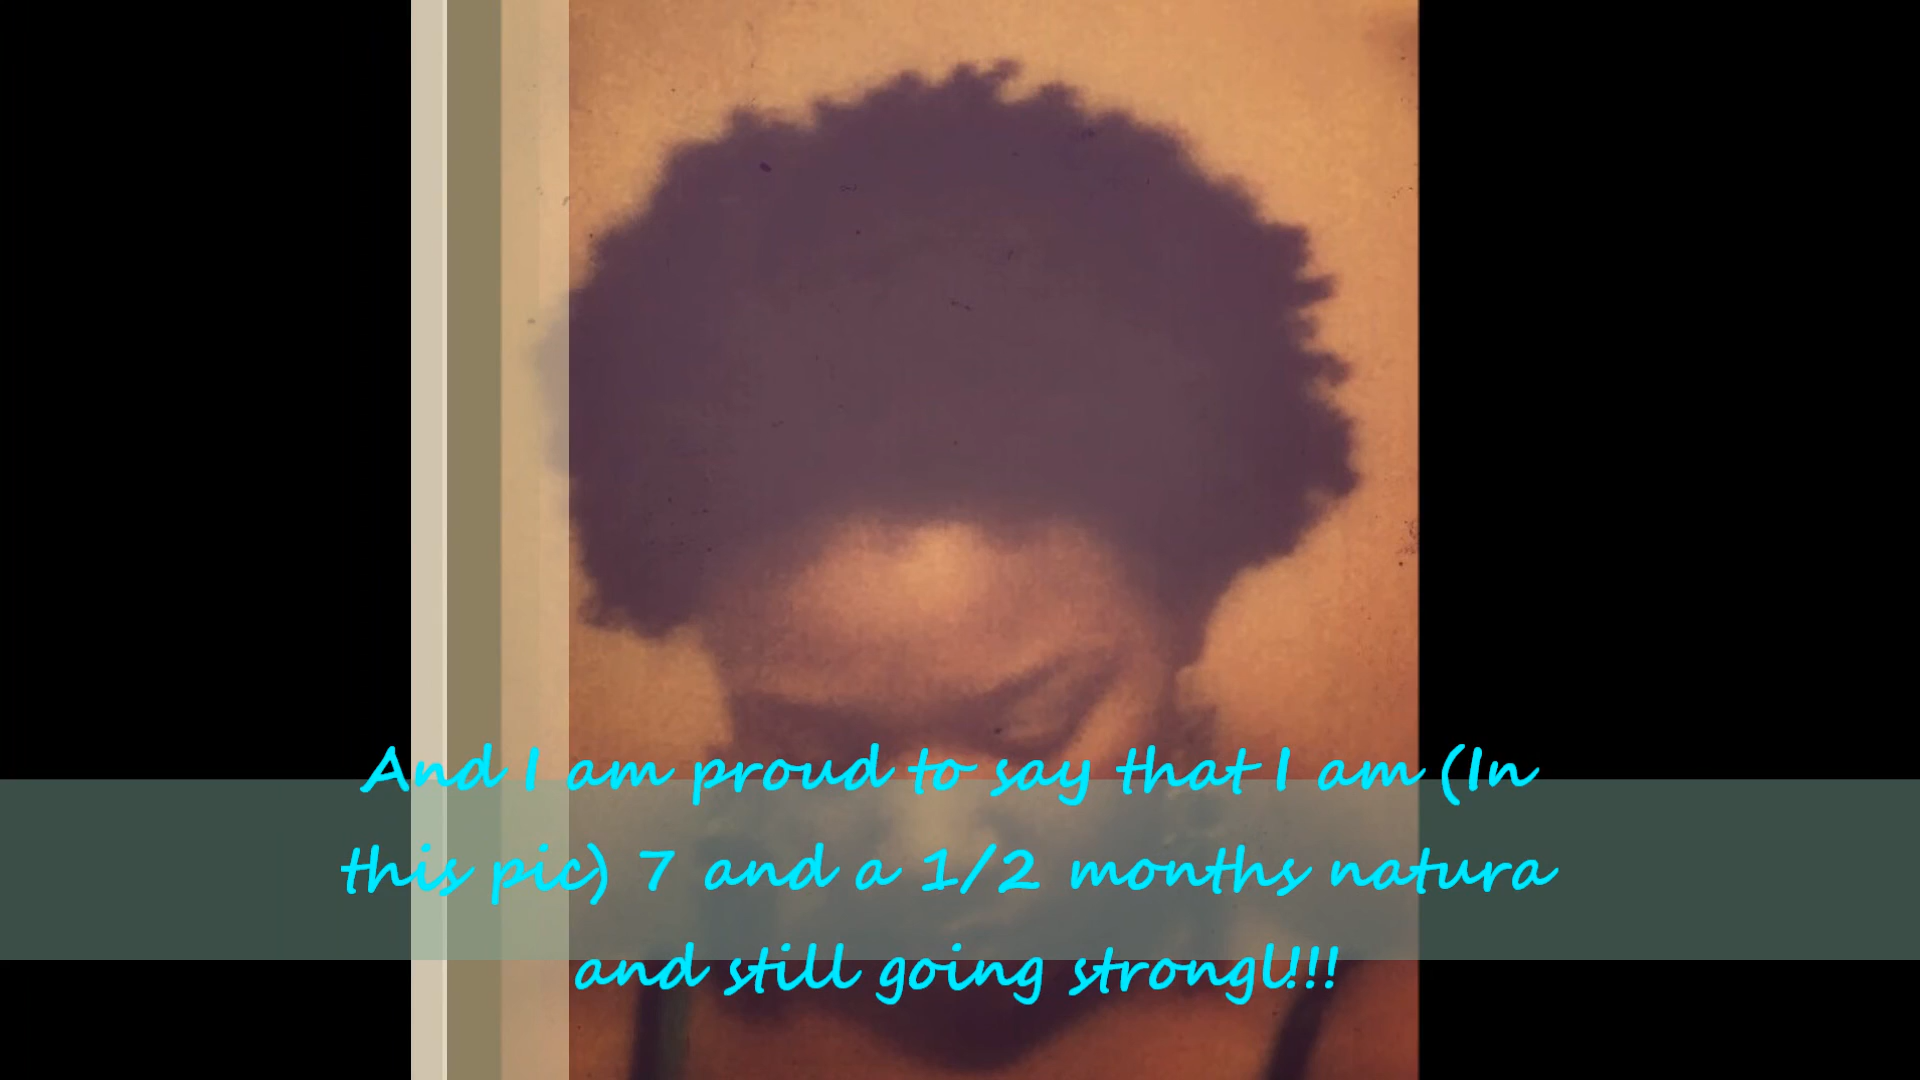 And I am proud to say that I am (In
this pic) 7 and a 1/2 months natura
and still going strongl!!!